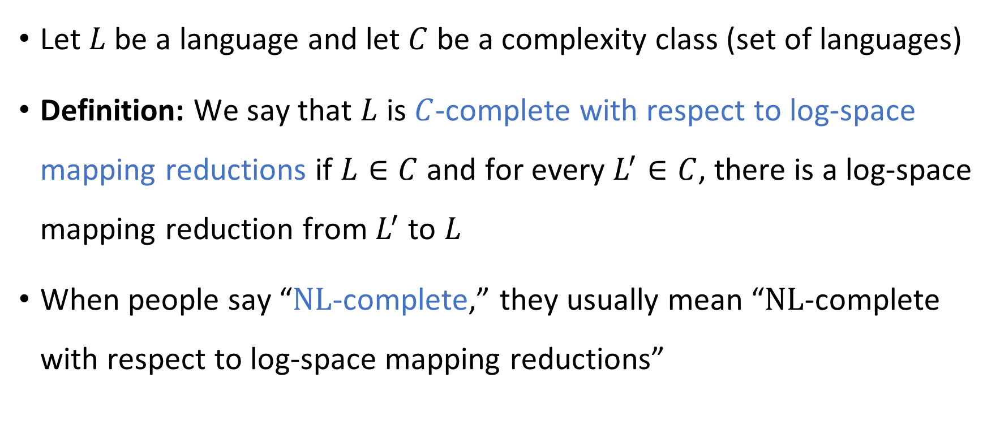 • Let 𝐿 be a language and let 𝐶 be a complexity class (set of languages)
• Definition: We say that 𝐿 is 𝐶-complete with respect to log-space
mapping reductions if 𝐿 ∈ 𝐶 and for every 𝐿′ ∈ 𝐶, there is a log-space
mapping reduction from 𝐿′ to 𝐿
• When people say “NL-complete,” they usually mean “NL-complete
with respect to log-space mapping reductions”